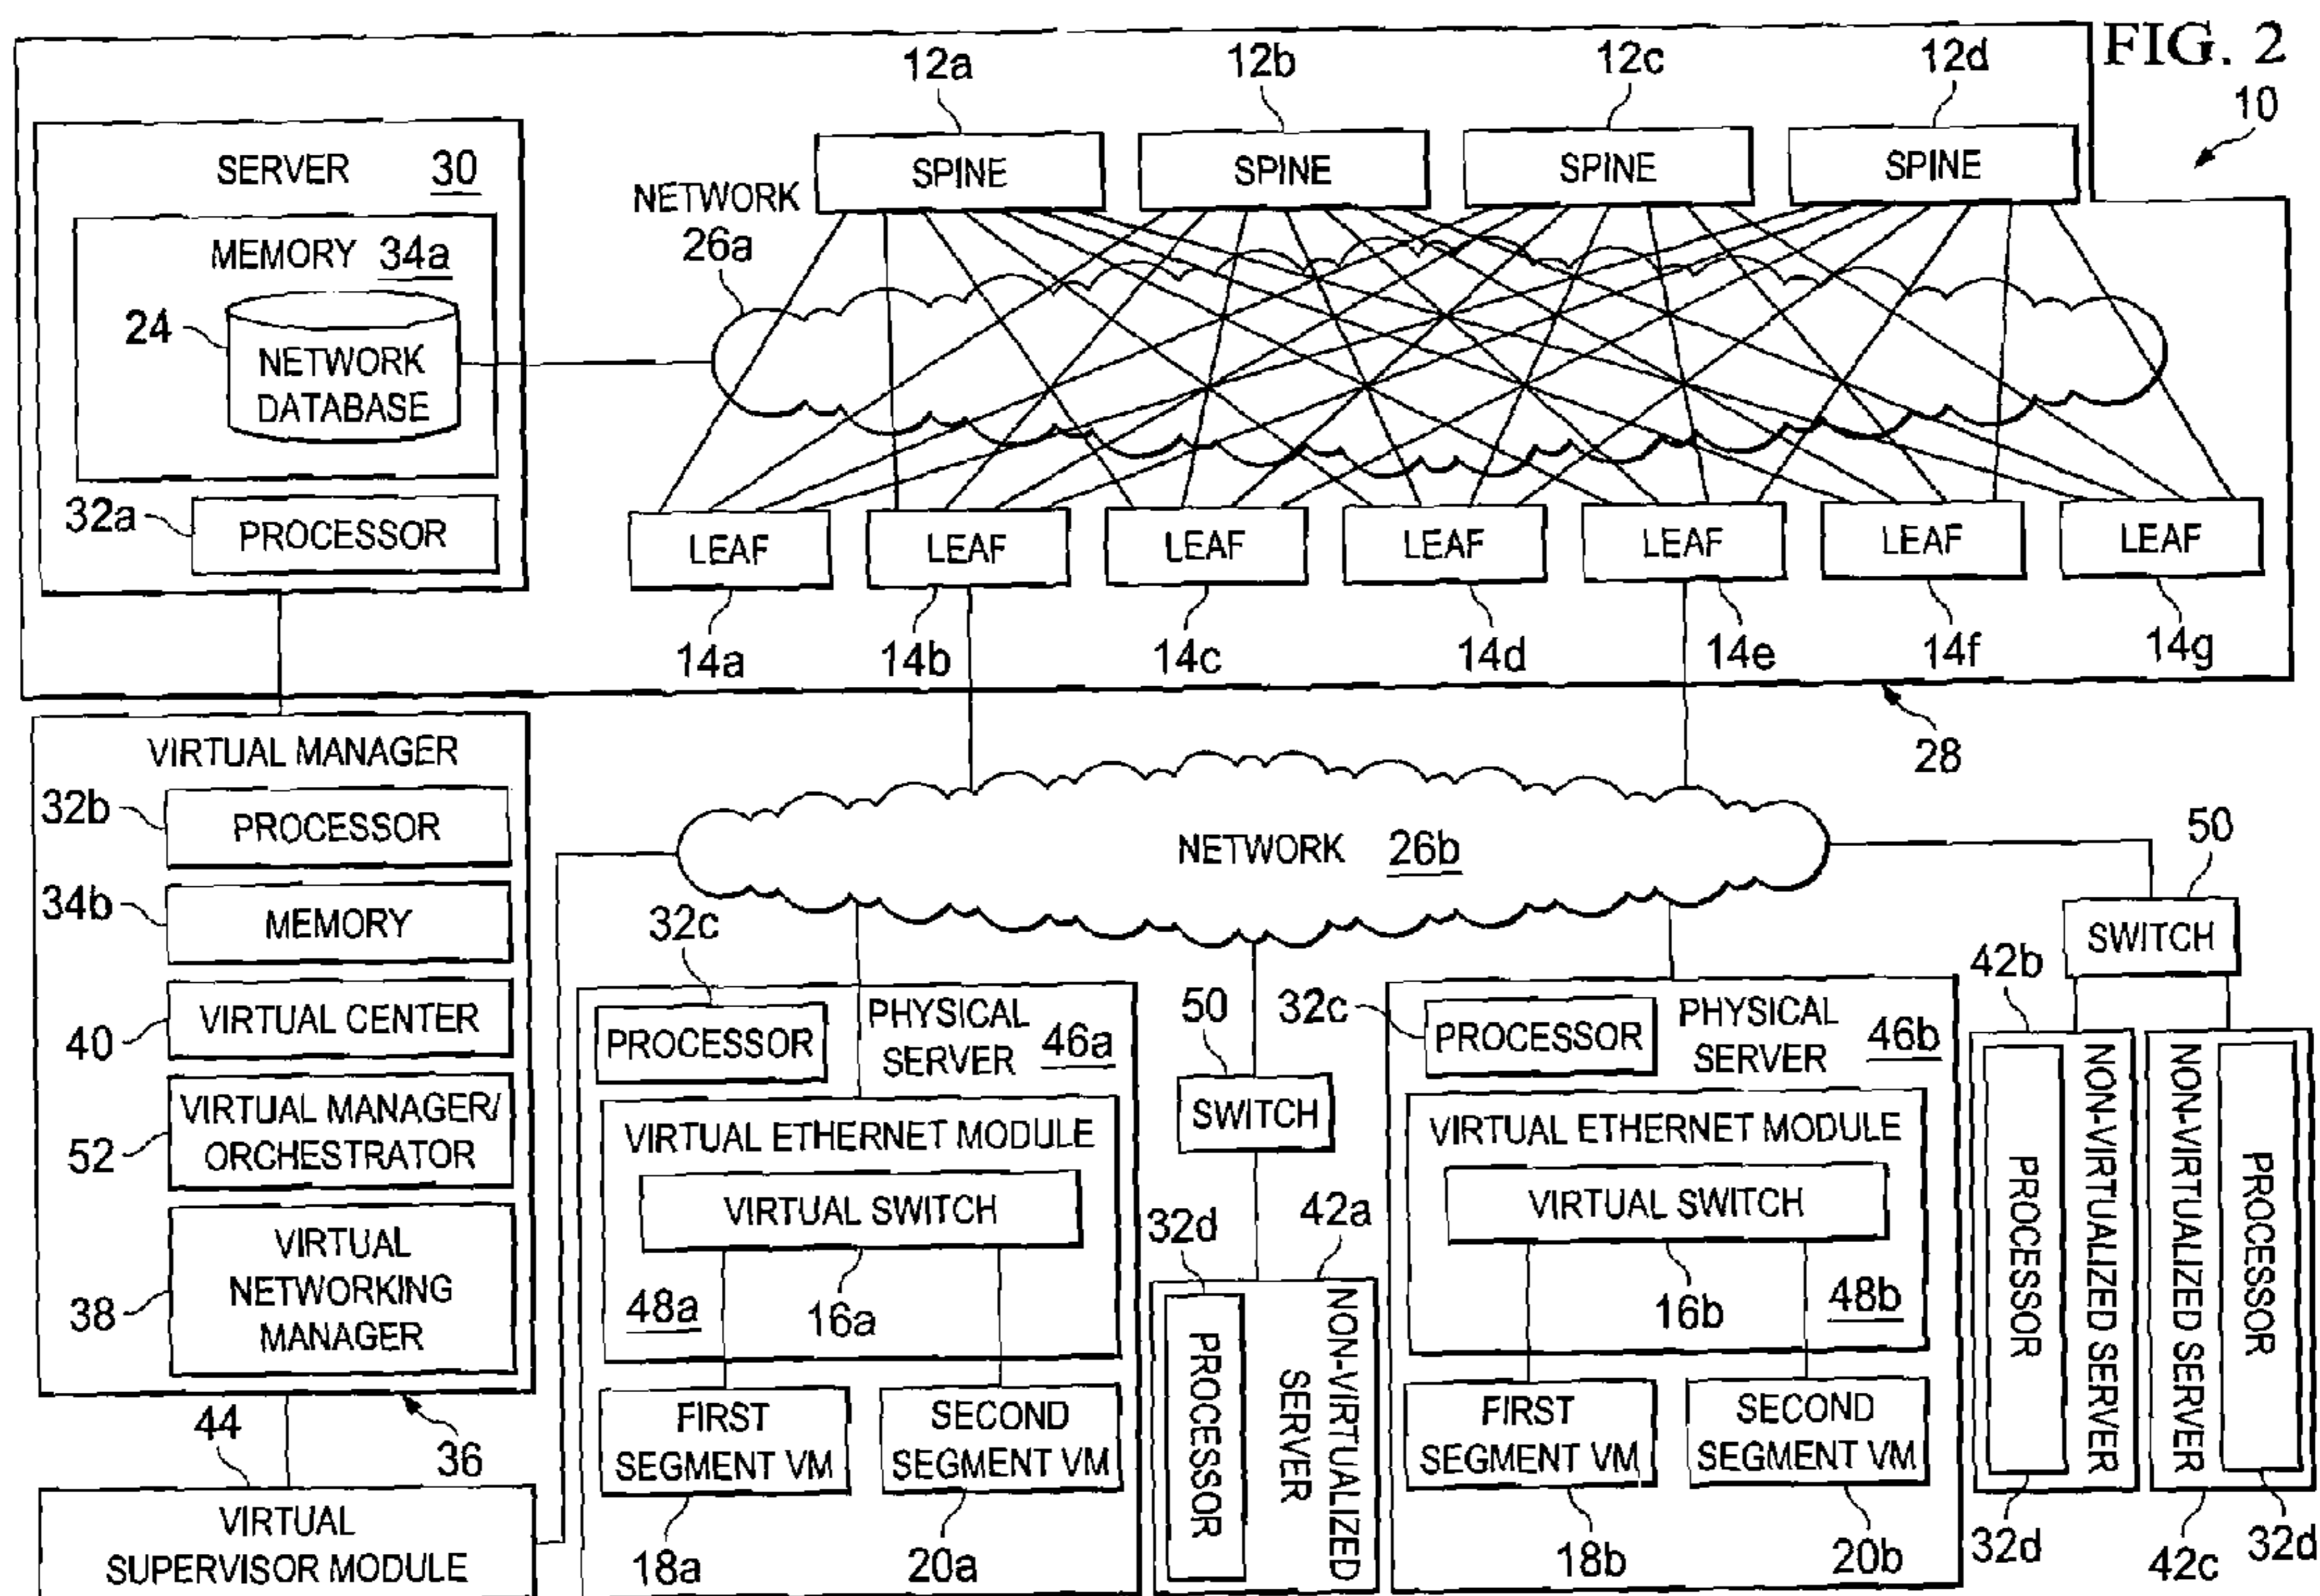 FIG. 2
10
12a
12b
12c
12d
SPINE
SPINE
SPINE
SPINE
SERVER 30
MEMORY 34a
24
NETWORK
DATABASE
32a
PROCESSOR
NETWORK
26a
LEAF
LEAF
LEAF
LEAF
LEAF
LEAF
LEAF
14a
14b
14c
14d
14e
14f
14g
28
VIRTUAL MANAGER
32b
PROCESSOR
34b
MEMORY
40
VIRTUAL CENTER
52
VIRTUAL MANAGER/
ORCHESTRATOR
38
VIRTUAL
NETWORKING
MANAGER
36
44
VIRTUAL
SUPERVISOR MODULE
NETWORK 26b
32c
PROCESSOR
PHYSICAL
SERVER 46a
VIRTUAL ETHERNET MODULE
VIRTUAL SWITCH
48a
16a
FIRST
SEGMENT VM
SECOND
SEGMENT VM
18a
20a
50
SWITCH
32d
42a
PROCESSOR
NON-VIRTUALIZED
SERVER
32c
PROCESSOR
PHYSICAL
SERVER 46b
VIRTUAL ETHERNET MODULE
VIRTUAL SWITCH
16b
48b
FIRST
SEGMENT VM
SECOND
SEGMENT VM
18b
20b
50
SWITCH
42b
PROCESSOR
NON-VIRTUALIZED SERVER
NON-VIRTUALIZED SERVER
PROCESSOR
32d
42c
32d